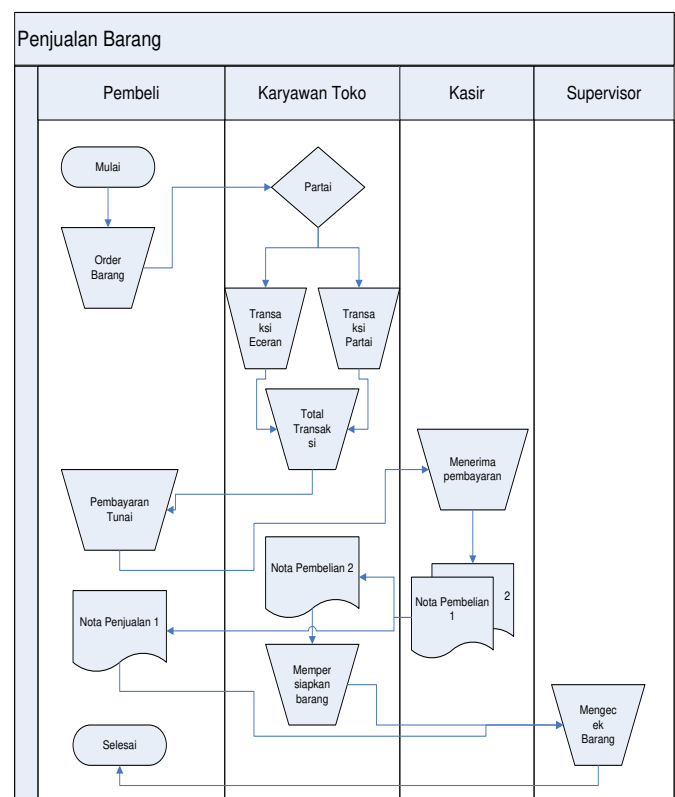 Penjualan Barang
Pembeli
Karyawan Toko
Kasir
Supervisor
Mulai
Partai
Order
Barang
Transa
ksi
Eceran
Transa
ksi
Partai
Total
Transak
si
Menerima
pembayaran
Pembayaran
Tunai
Nota Pembelian 2
2
Nota Pembelian
1
Nota Penjualan 1
Memper
siapkan
barang
Mengec
ek
Barang
Selesai